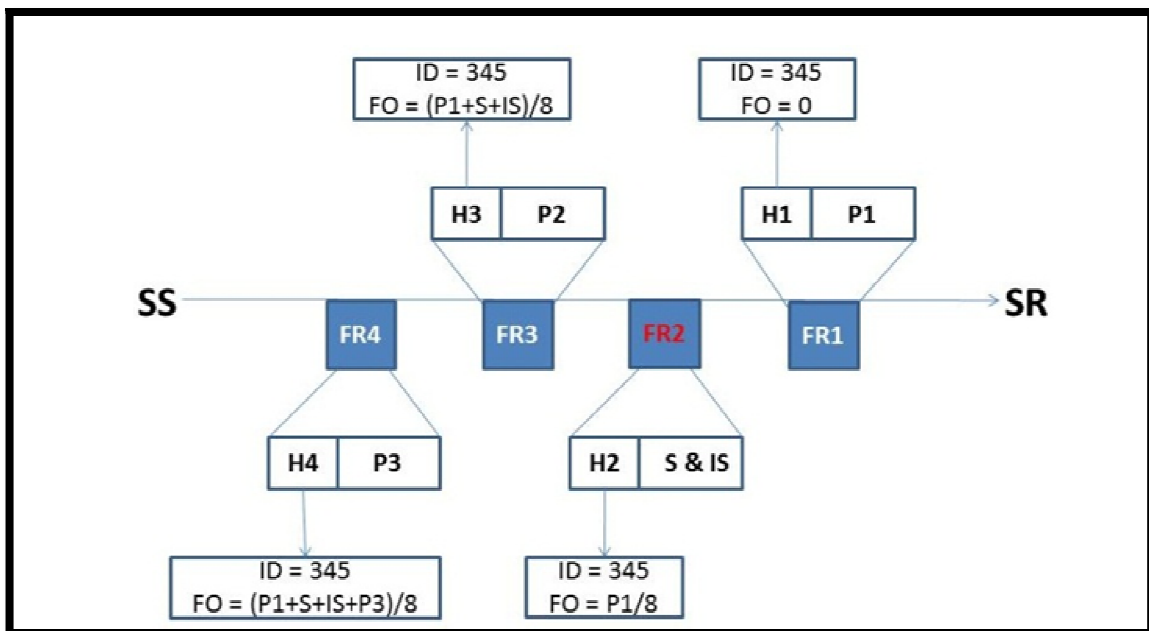 ID = 345
FO = (P1+S+IS)/8
ID = 345
FO = 0
H3 P2
H1 P1
SS
SR
FR4
FR3
FR2
FR1
H4 P3
H2 S & IS
ID = 345
FO = (P1+S+IS+P3)/8
ID = 345
FO = P1/8